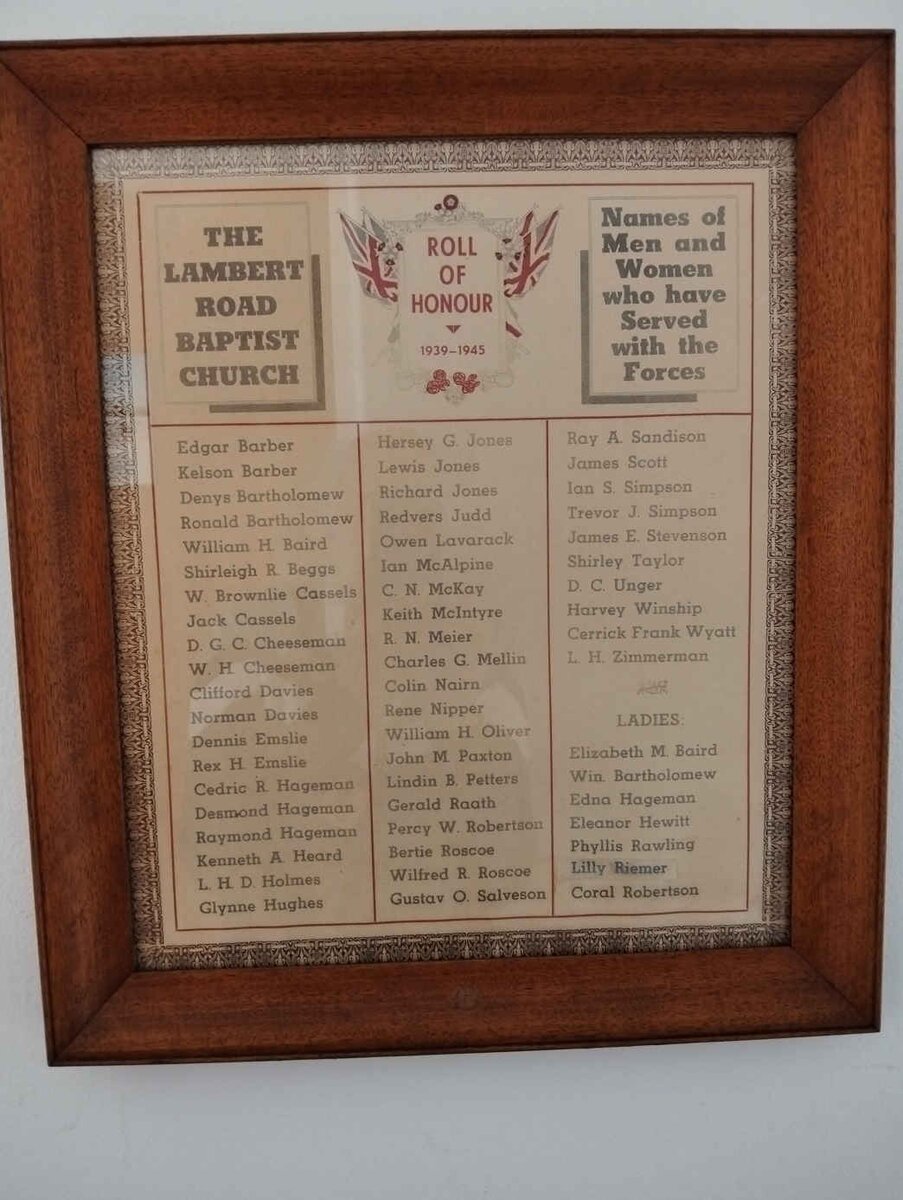 THE
LAMBERT
ROAD
BAPTIST
CHURCH
ROLL
OF
HONOUR
1939-1945
Names of
Men and
Women
who have
Served
with the
Forces
Edgar Barber
Kelson Barber
Denys Bartholomew
Ronald Bartholomew
William H. Baird
Shirleigh R. Beggs
W. Brownlie Cassels
Jack Cassels
D. G. C. Cheeseman
W. H. Cheeseman
Clifford Davies
Norman Davies
Dennis Emslie
Rex H. Emslie
Cedric R. Hageman
Desmond Hageman
Raymond Hageman
Kenneth A. Heard
L. H. D. Holmes
Glynne Hughes
Hersey G. Jones
Lewis Jones
Richard Jones
Redvers Judd
Owen Lavarack
Ian McAlpine
C. N. McKay
Keith McIntyre
R. N. Meier
Charles G. Mellin
Colin Nairn
Rene Nipper
William H. Oliver
John M. Paxton
Lindin B. Petters
Gerald Raath
Percy W. Robertson
Bertie Roscoe
Wilfred R. Roscoe
Gustav O. Salveson
Ray A. Sandison
James Scott
Ian S. Simpson
Trevor J. Simpson
James E. Stevenson
Shirley Taylor
D. C. Unger
Harvey Winship
Cerrick Frank Wyatt
L. H. Zimmerman
LADIES:
Elizabeth M. Baird
Win. Bartholomew
Edna Hageman
Eleanor Hewitt
Phyllis Rawling
Lilly Riemer
Coral Robertson